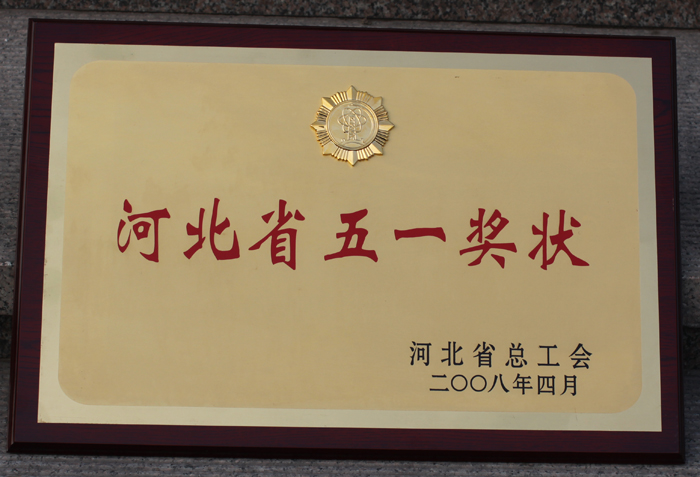 河北省五一奖状
河北省总工会
二〇〇八年四月